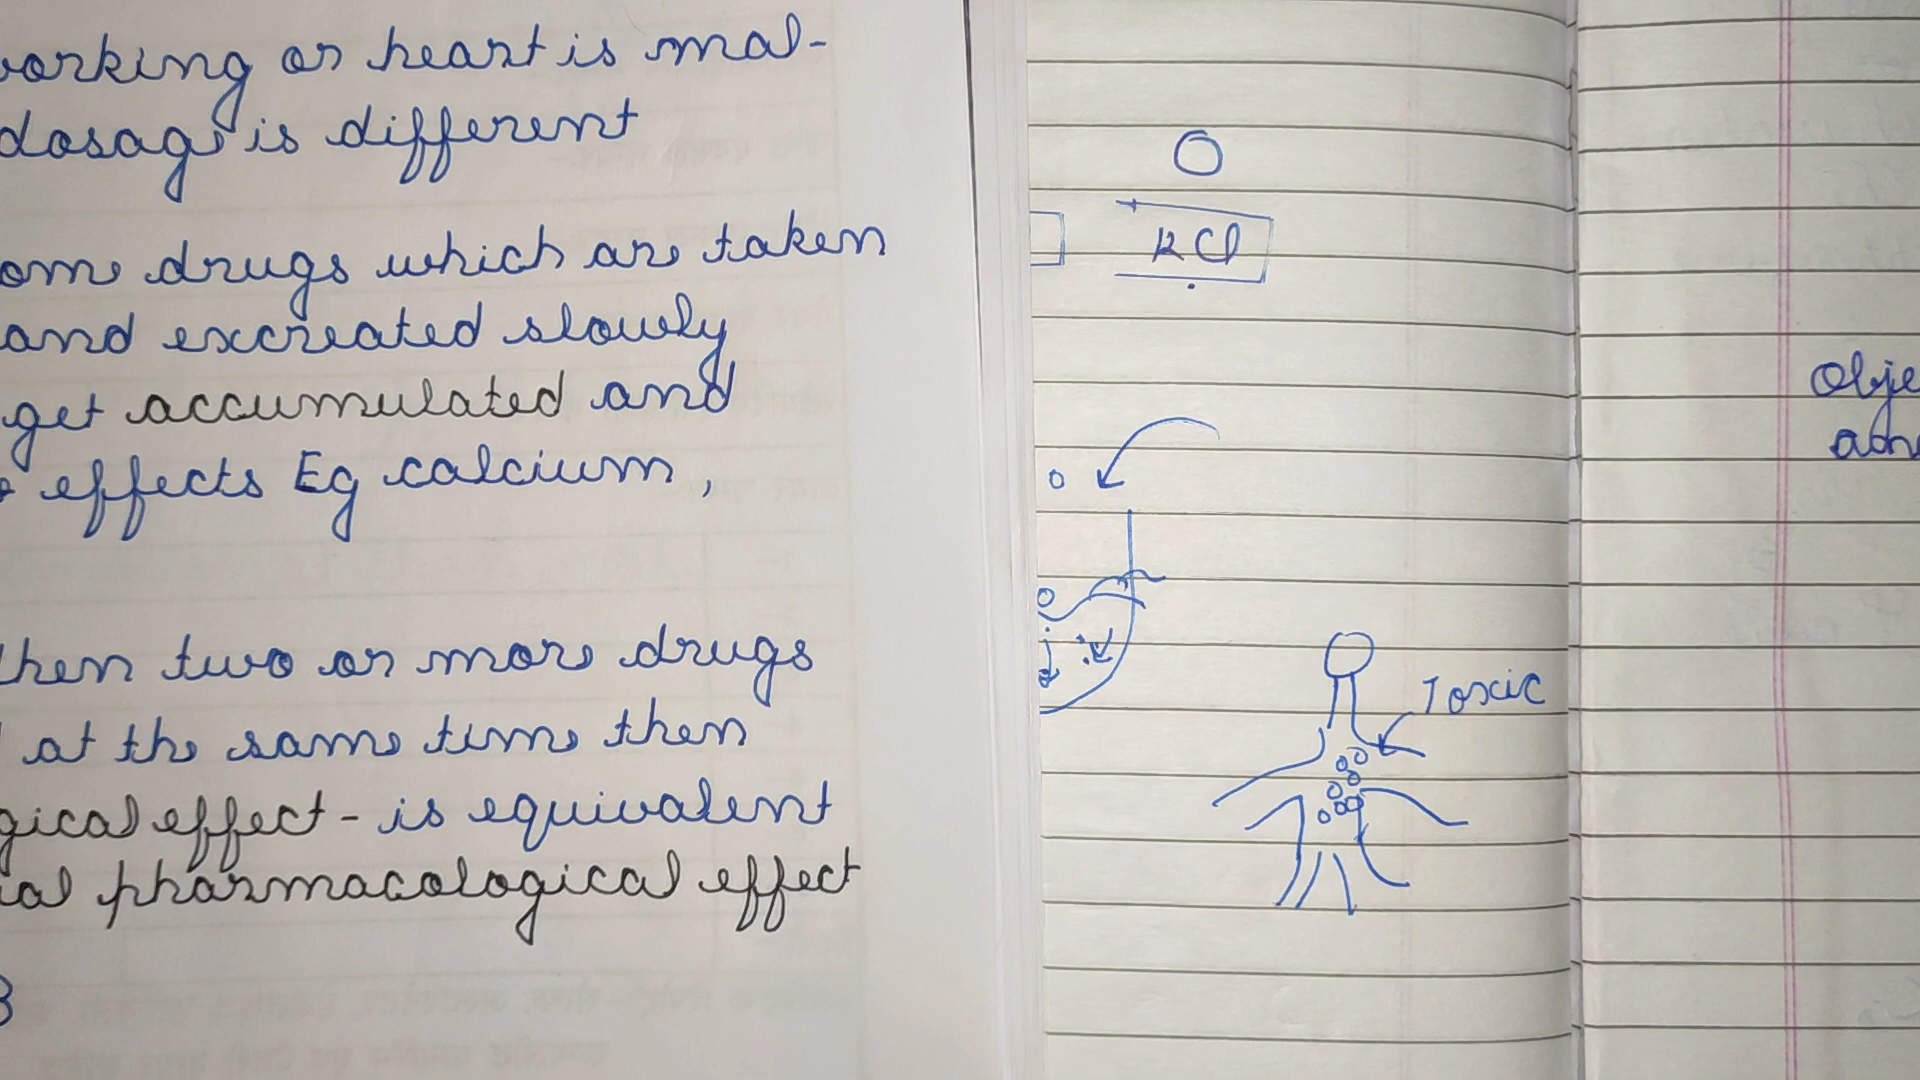 orking or heart is mal-
dosage is different
ome drugs which are taken
and excreated slowly
get accumulated and
effects Eg calcium,
hen two or more drugs
at the same time then
gical effect - is equivalent
al pharmacological effect
KCl
Toxic
Obje